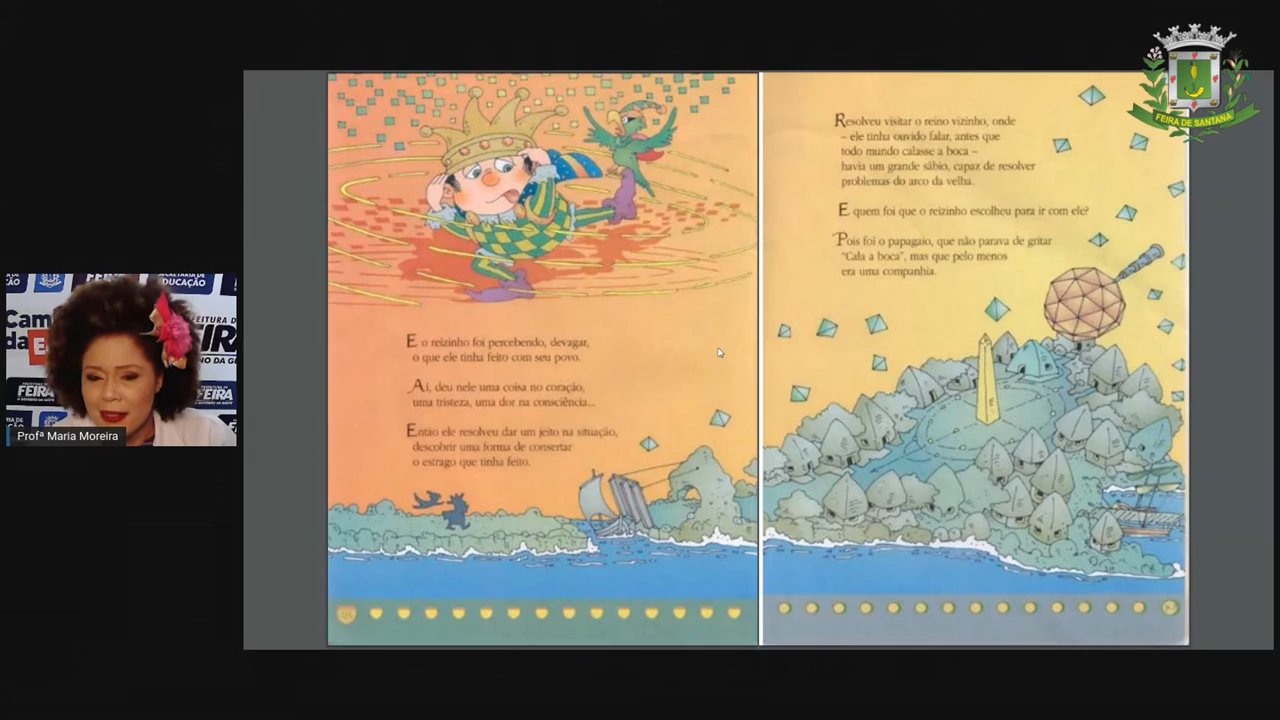 FEIRA DE SANTANA
E o reizinho foi percebendo, devagar,
o que ele tinha feito com seu povo.
Aí, deu nele uma coisa no coração,
uma tristeza, uma dor na consciência...
Então ele resolveu dar um jeito na situação,
descobrir uma forma de consertar
o estrago que tinha feito.
Resolveu visitar o reino vizinho, onde
– ele tinha ouvido falar, antes que
todo mundo calasse a boca –
havia um grande sábio, capaz de resolver
problemas do arco da velha.
E quem foi que o reizinho escolheu para ir com ele?
Pois foi o papagaio, que não parava de gritar
“Cala a boca”, mas que pelo menos
era uma companhia.
EDUCAÇÃO
Cam
da E
FEIRA
FEIRA
Profª Maria Moreira